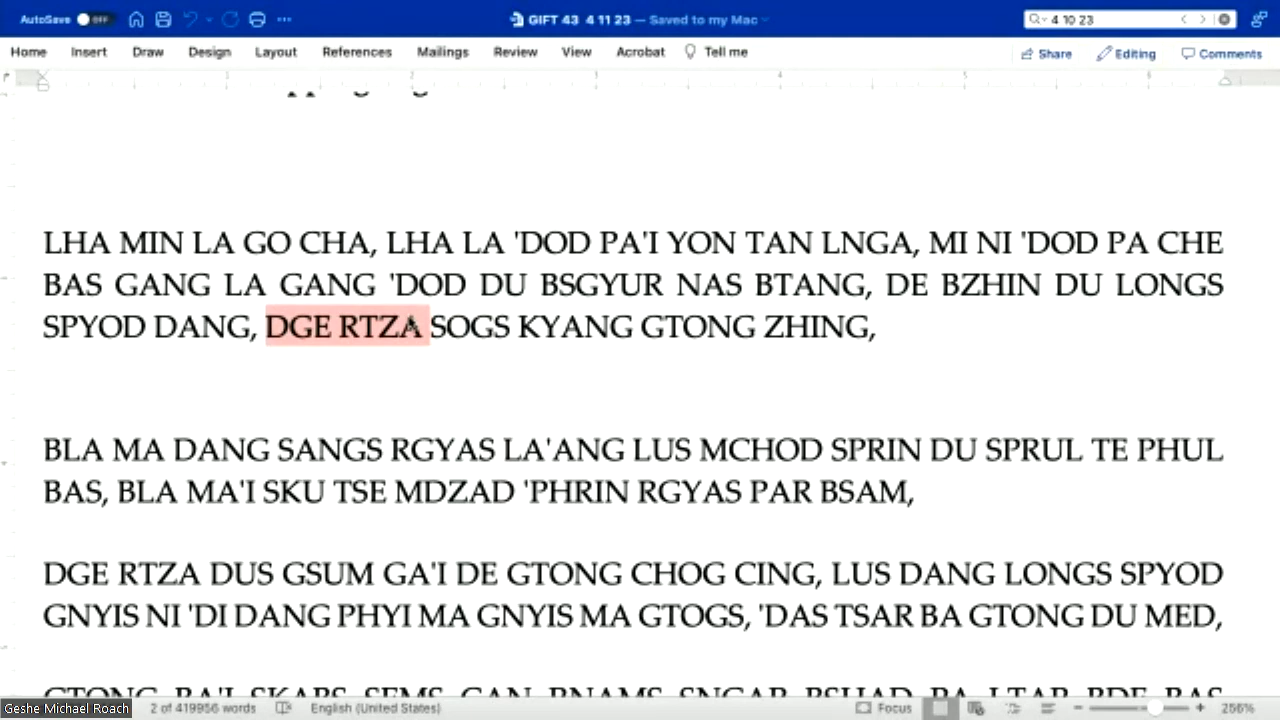 AutoSave OFF GIFT 43 4 11 23 — Saved to my Mac 4 10 23
Home Insert Draw Design Layout References Mailings Review View Acrobat Tell me Share Editing Comments
LHA MIN LA GO CHA, LHA LA 'DOD PA'I YON TAN LNGA, MI NI 'DOD PA CHE
BAS GANG LA GANG 'DOD DU BSGYUR NAS BTANG, DE BZHIN DU LONGS
SPYOD DANG, DGE RTZA SOGS KYANG GTONG ZHING,
BLA MA DANG SANGS RGYAS LA'ANG LUS MCHOD SPRIN DU SPRUL TE PHUL
BAS, BLA MA'I SKU TSE MDZAD 'PHRIN RGYAS PAR BSAM,
DGE RTZA DUS GSUM GA'I DE GTONG CHOG CING, LUS DANG LONGS SPYOD
GNYIS NI 'DI DANG PHYI MA GNYIS MA GTOGS, 'DAS TSAR BA GTONG DU MED,
Geshe Michael Roach 2 of 419956 words English (United States) Focus 256%